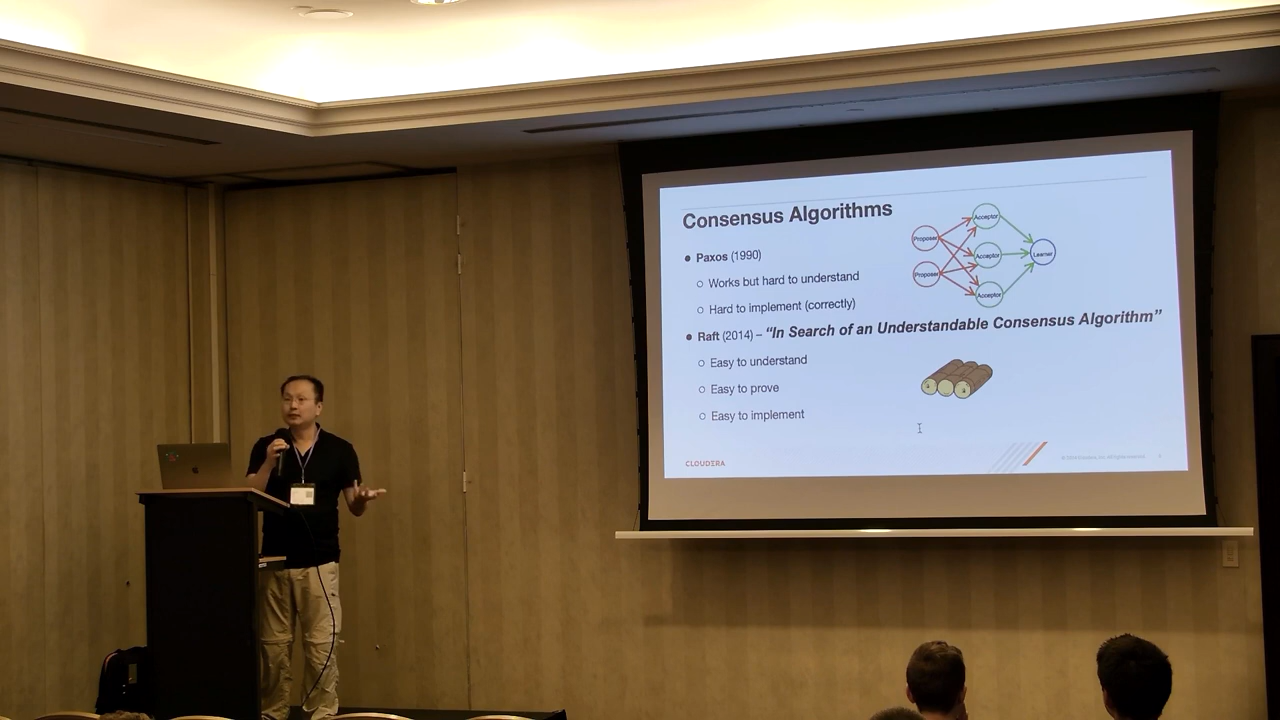 Consensus Algorithms
● Paxos (1990)
○ Works but hard to understand
○ Hard to implement (correctly)
● Raft (2014) – “In Search of an Understandable Consensus Algorithm”
○ Easy to understand
○ Easy to prove
○ Easy to implement
Proposer
Proposer
Acceptor
Acceptor
Acceptor
Learner
CLOUDERA